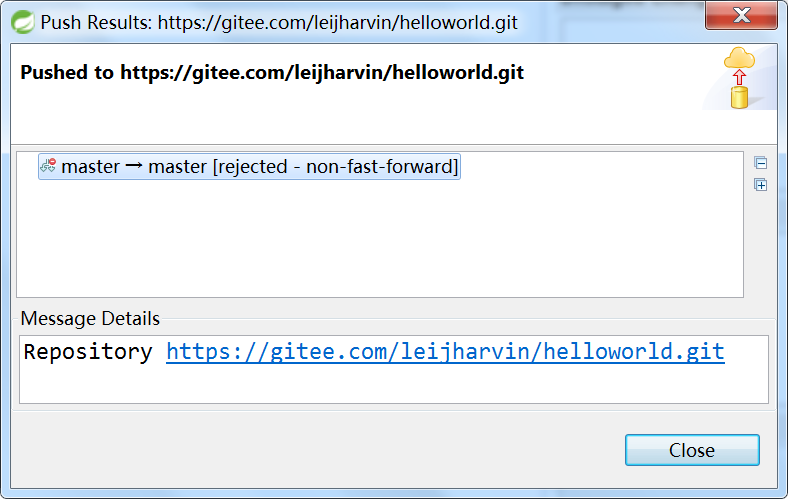 Push Results: https://gitee.com/leijharvin/helloworld.git
Pushed to https://gitee.com/leijharvin/helloworld.git
master → master [rejected - non-fast-forward]
Message Details
Repository https://gitee.com/leijharvin/helloworld.git
Close